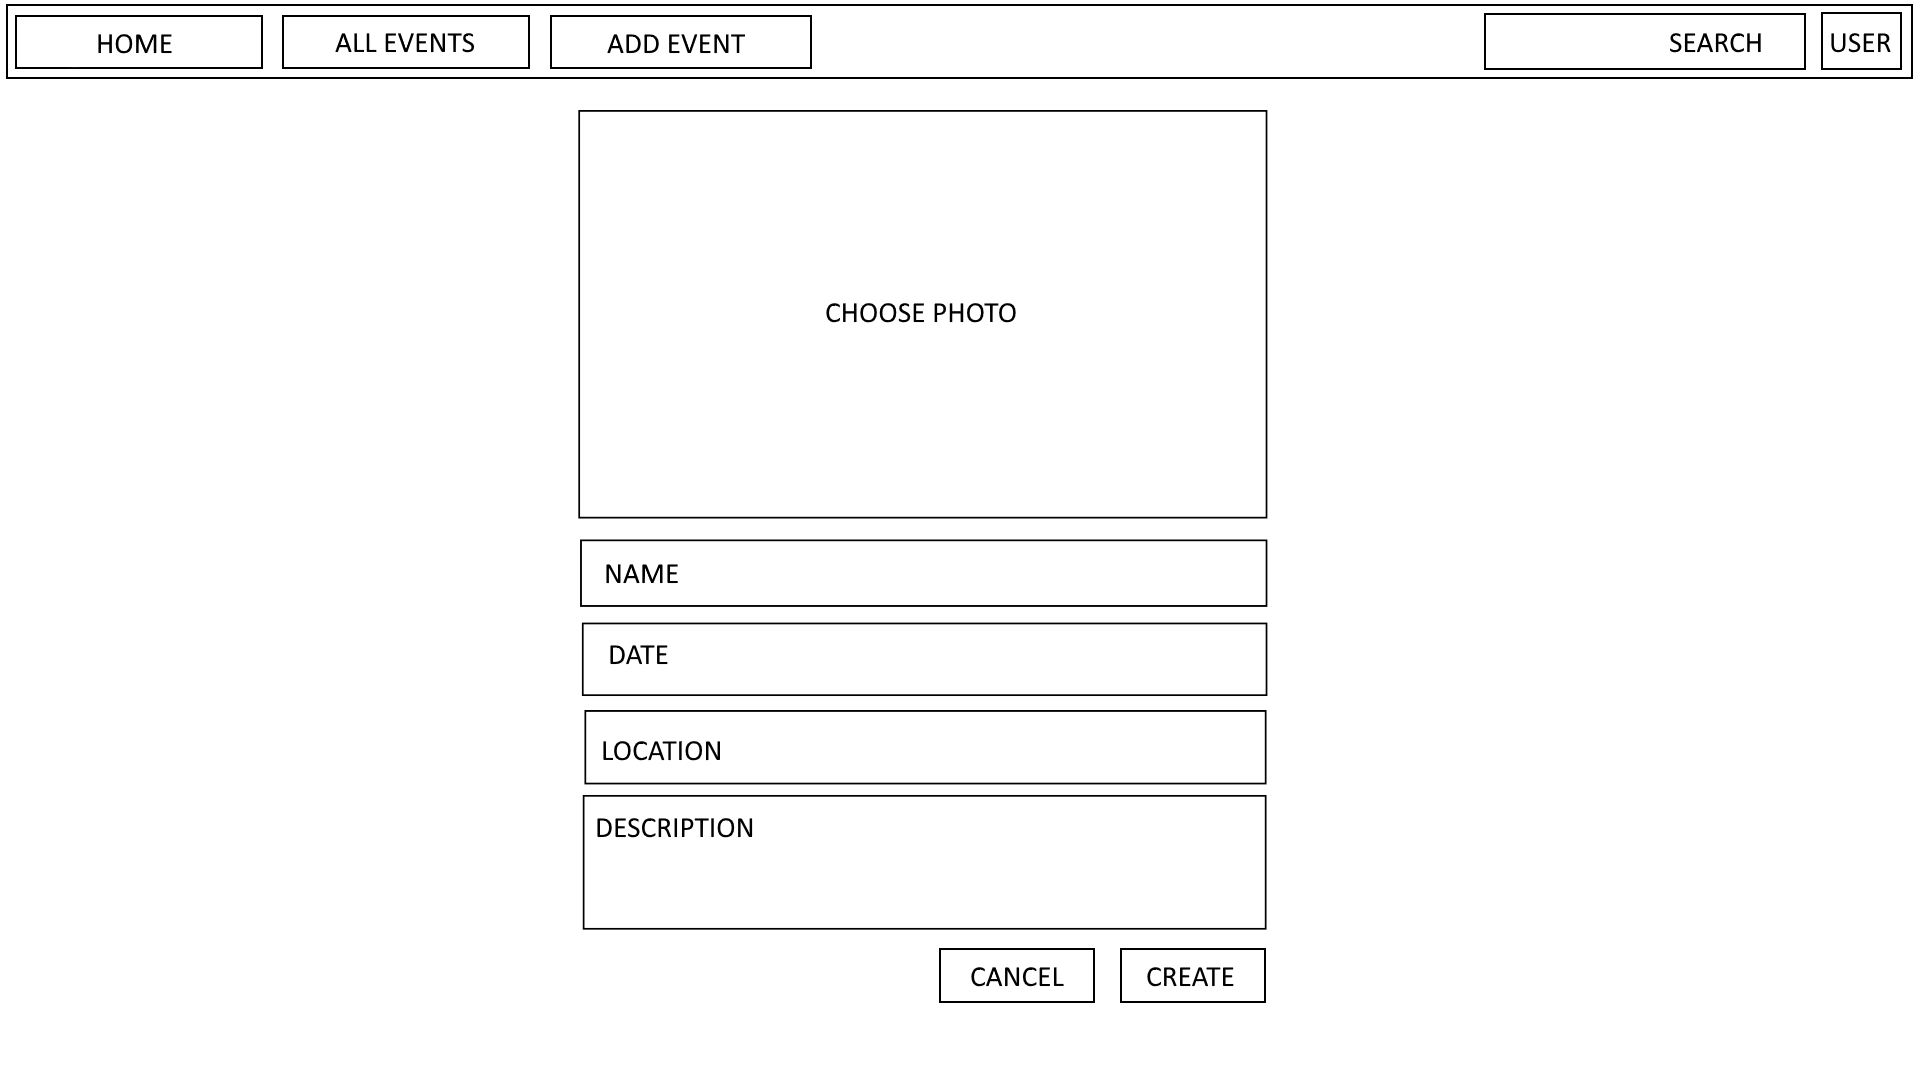 HOME
ALL EVENTS
ADD EVENT
SEARCH
USER
CHOOSE PHOTO
NAME
DATE
LOCATION
DESCRIPTION
CANCEL
CREATE